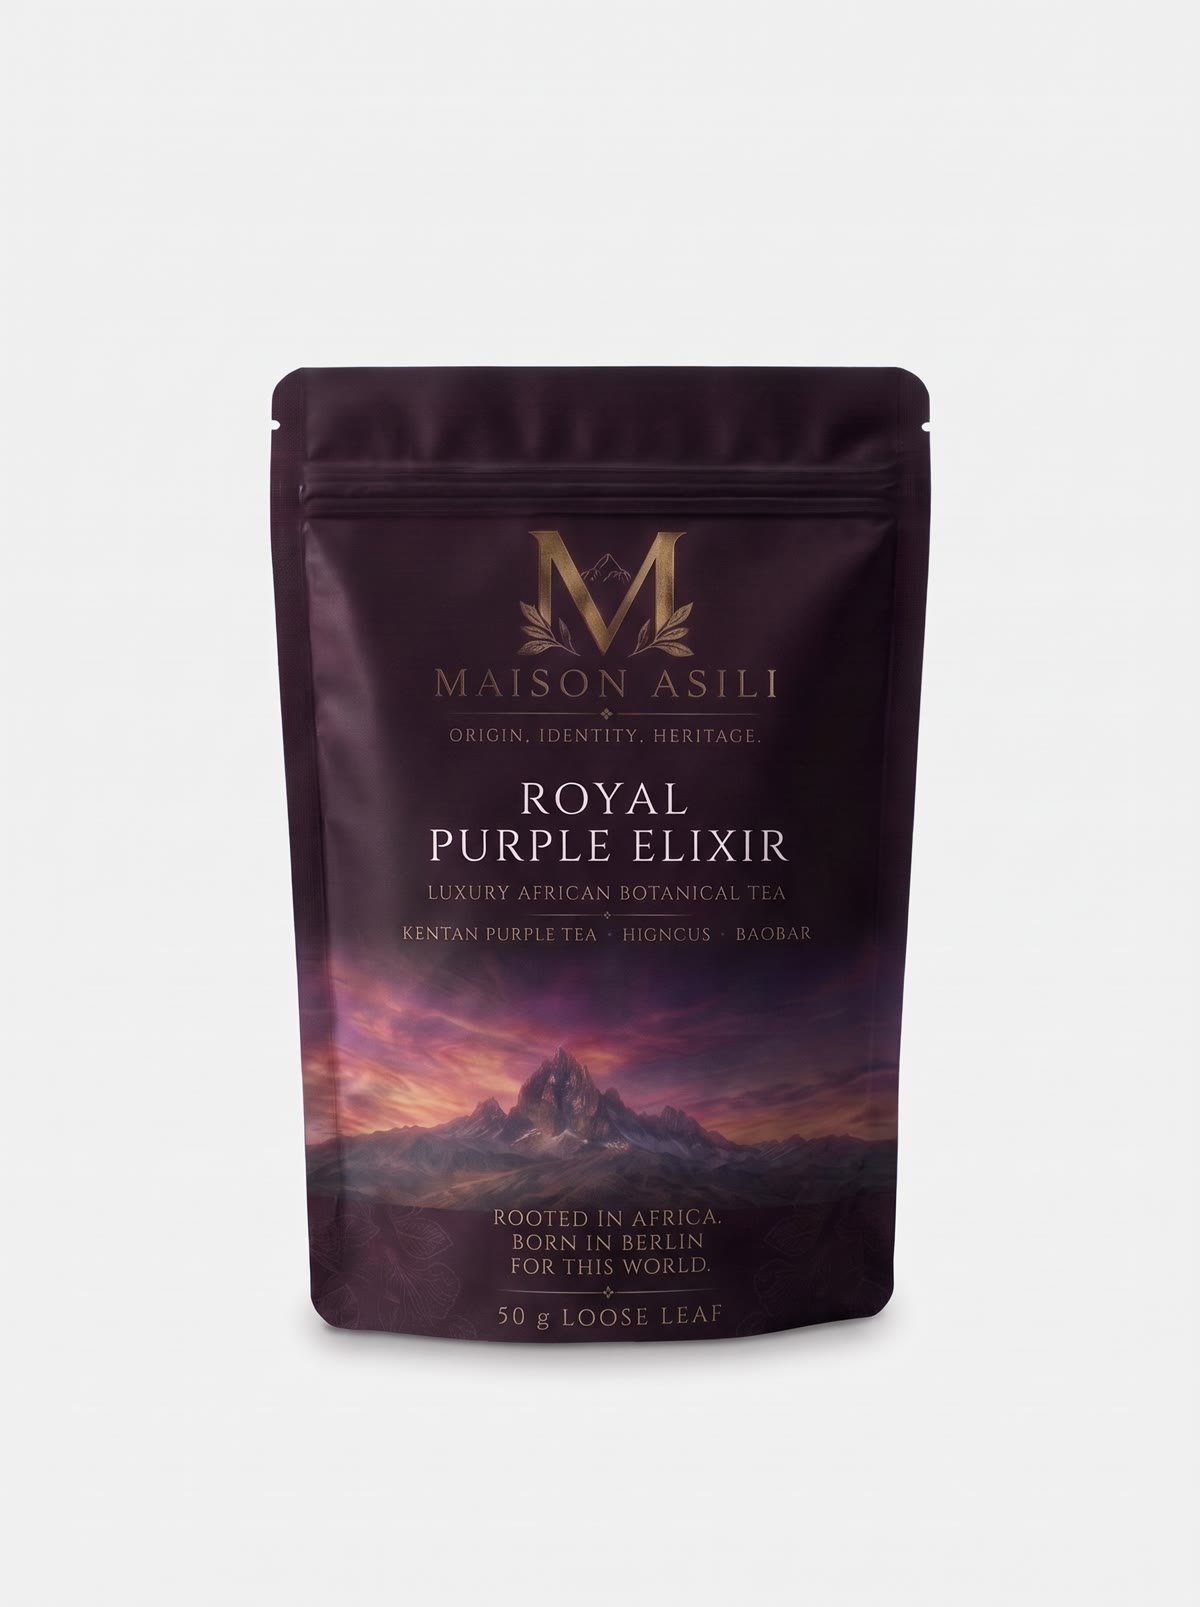 M
MAISON ASILI
ORIGIN, IDENTITY, HERITAGE.
ROYAL
PURPLE ELIXIR
LUXURY AFRICAN BOTANICAL TEA
KENTAN PURPLE TEA · HIGNCUS · BAOBAR
ROOTED IN AFRICA.
BORN IN BERLIN
FOR THIS WORLD.
50 g LOOSE LEAF